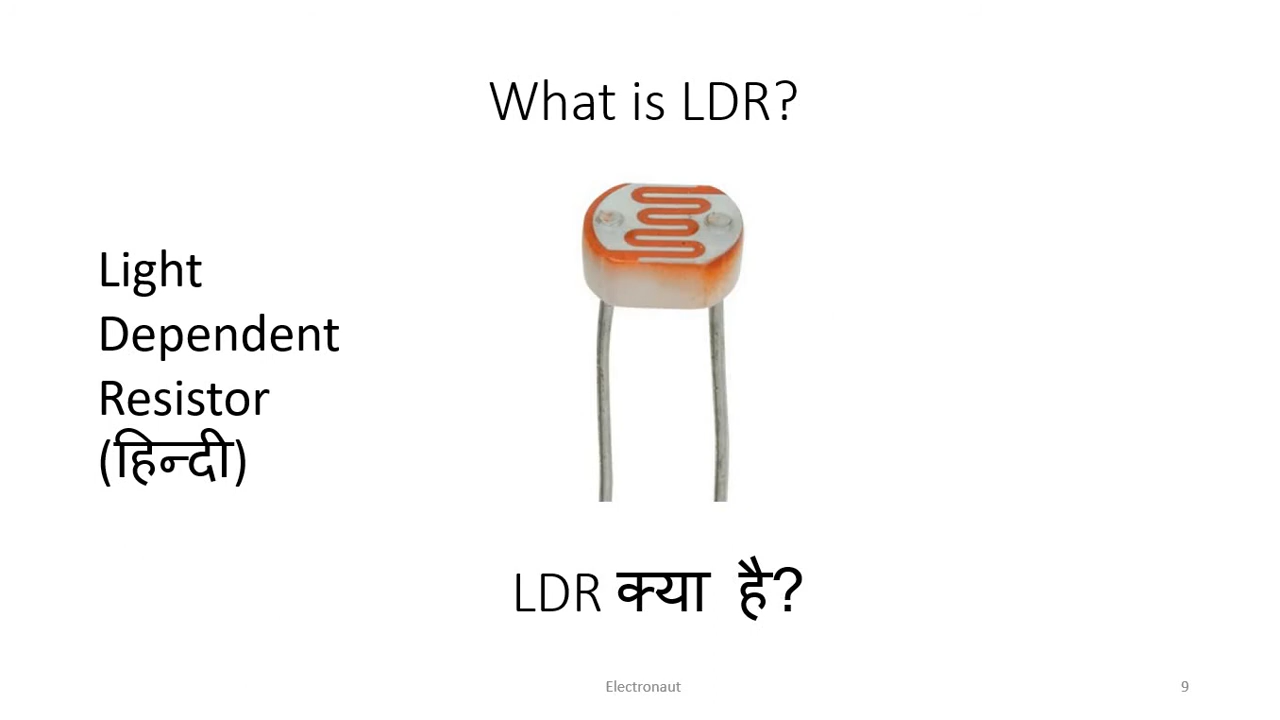 What is LDR?
Light
Dependent
Resistor
(हिन्दी)
LDR क्या है?
Electronaut
9